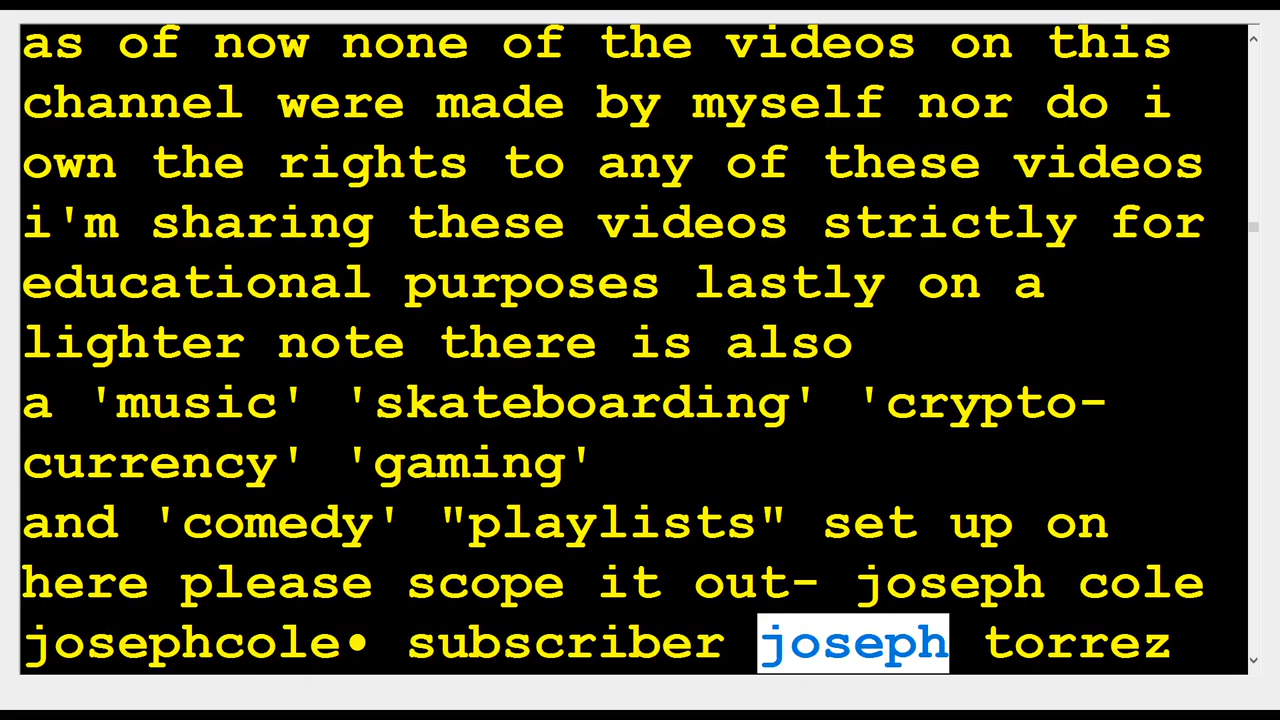 as of now none of the videos on this
channel were made by myself nor do i
own the rights to any of these videos
i'm sharing these videos strictly for
educational purposes lastly on a
lighter note there is also
a 'music' 'skateboarding' 'crypto-
currency' 'gaming'
and 'comedy' "playlists" set up on
here please scope it out- joseph cole
josephcole• subscriber joseph torrez